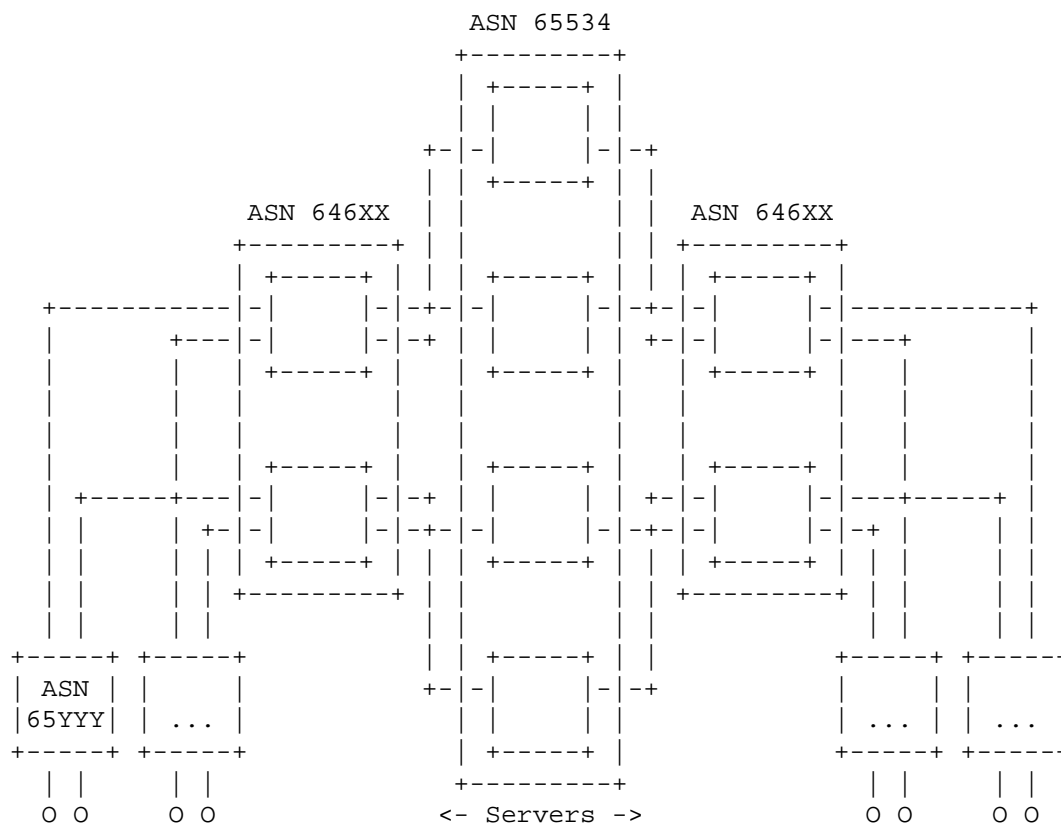 ASN 65534
ASN 646XX ASN 646XX
ASN
65YYY ... ... ...
O O O O <- Servers -> O O O O